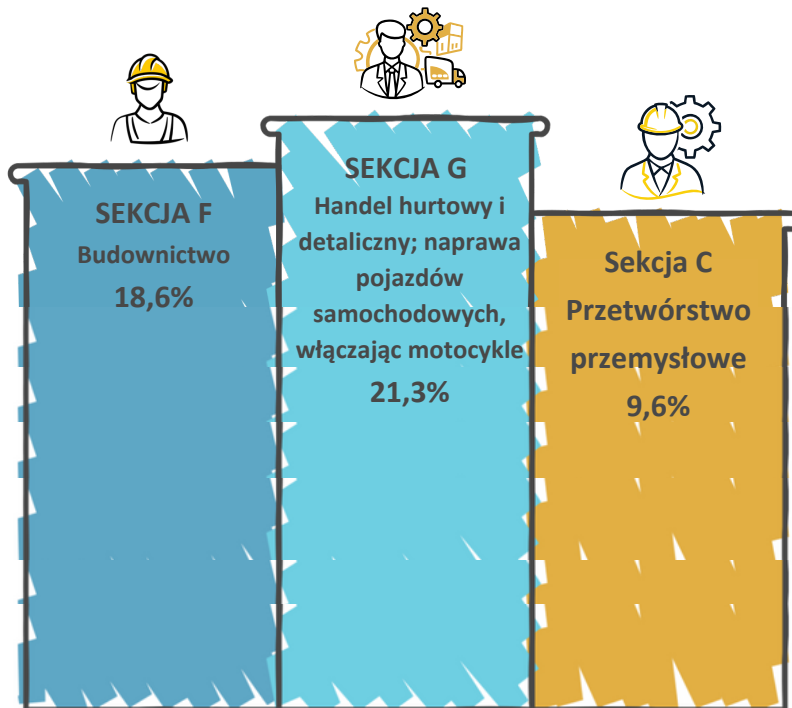 SEKCJA F
Budownictwo
18,6%
SEKCJA G
Handel hurtowy i
detaliczny; naprawa
pojazdów
samochodowych,
włączając motocykle
21,3%
Sekcja C
Przetwórstwo
przemysłowe
9,6%